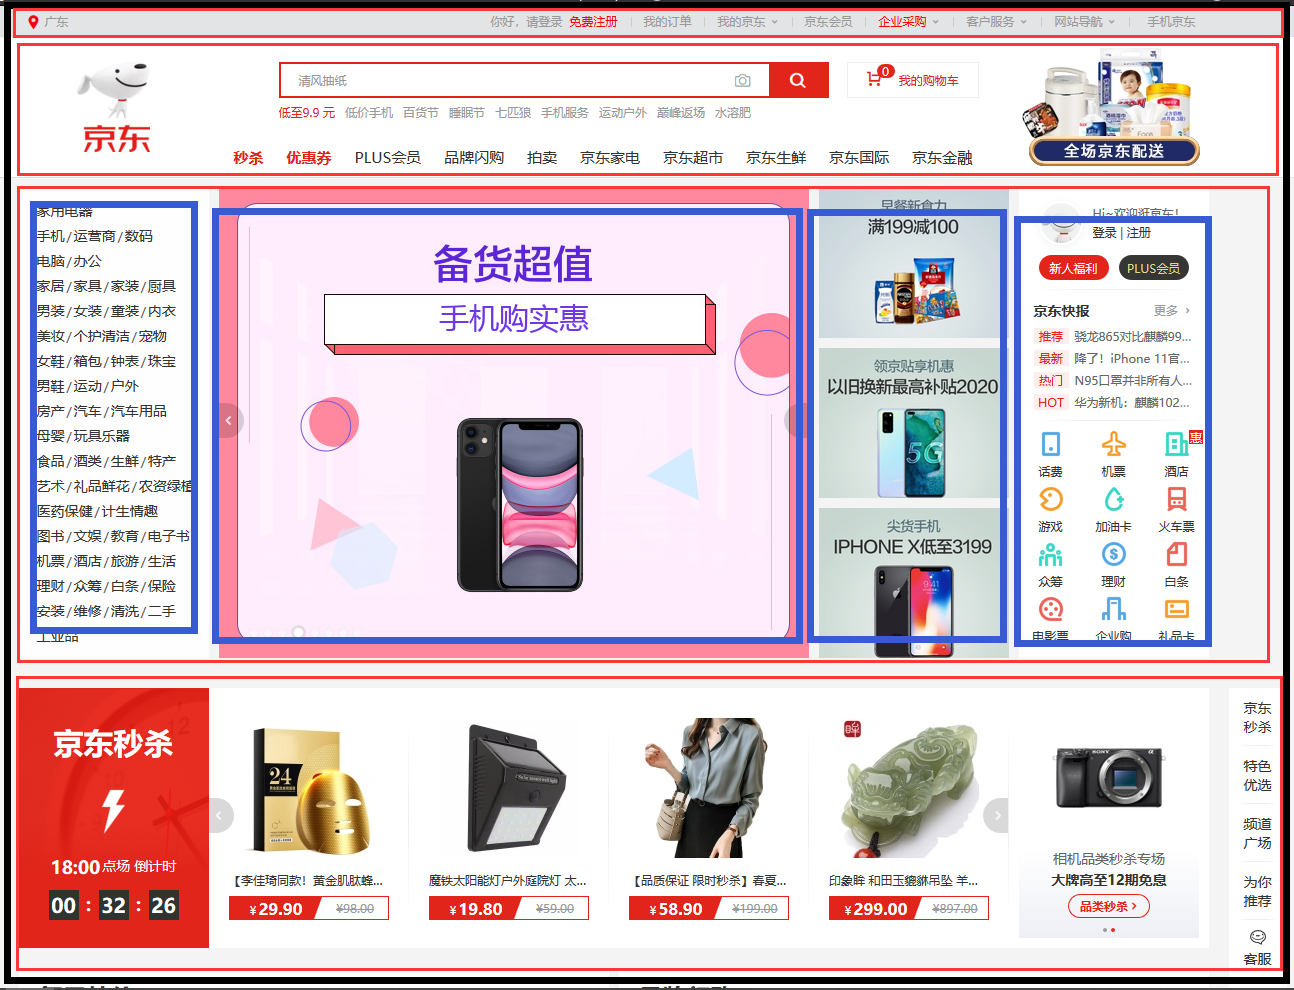 广东
你好，请登录 免费注册 我的订单 我的京东 京东会员 企业采购 客户服务 网站导航 手机京东
京东
清风抽纸
0 我的购物车
低至9.9元 低价手机 百货节 睡眠节 七匹狼 手机服务 运动户外 巅峰返场 水溶肥
秒杀 优惠券 PLUS会员 品牌闪购 拍卖 京东家电 京东超市 京东生鲜 京东国际 京东金融
全场京东配送
家用电器
手机/运营商/数码
电脑/办公
家居/家具/家装/厨具
男装/女装/童装/内衣
美妆/个护清洁/宠物
女鞋/箱包/钟表/珠宝
男鞋/运动/户外
房产/汽车/汽车用品
母婴/玩具乐器
食品/酒类/生鲜/特产
艺术/礼品鲜花/农资绿植
医药保健/计生情趣
图书/文娱/教育/电子书
机票/酒店/旅游/生活
理财/众筹/白条/保险
安装/维修/清洗/二手
工业品
备货超值
手机购实惠
早餐新食力
满199减100
领京贴享机惠
以旧换新最高补贴2020
5G
尖货手机
IPHONE X低至3199
Hi~欢迎逛京东!
登录 | 注册
新人福利 PLUS会员
京东快报 更多
推荐 骁龙865对比麒麟99...
最新 降了！iPhone 11官...
热门 N95口罩并非所有人...
HOT 华为新机：麒麟102...
惠
话费 机票 酒店
游戏 加油卡 火车票
众筹 理财 白条
电影票 企业购 礼品卡
京东秒杀
18:00 点场 倒计时
00 : 32 : 26
24
SONY
【李佳琦同款！黄金肌肽蜂...
¥29.90 ¥98.00
魔铁太阳能灯户外庭院灯 太...
¥19.80 ¥59.00
【品质保证 限时秒杀】春夏...
¥58.90 ¥199.00
印象眸 和田玉貔貅吊坠 羊...
¥299.00 ¥897.00
相机品类秒杀专场
大牌高至12期免息
品类秒杀
京东
秒杀
特色
优选
频道
广场
为你
推荐
客服